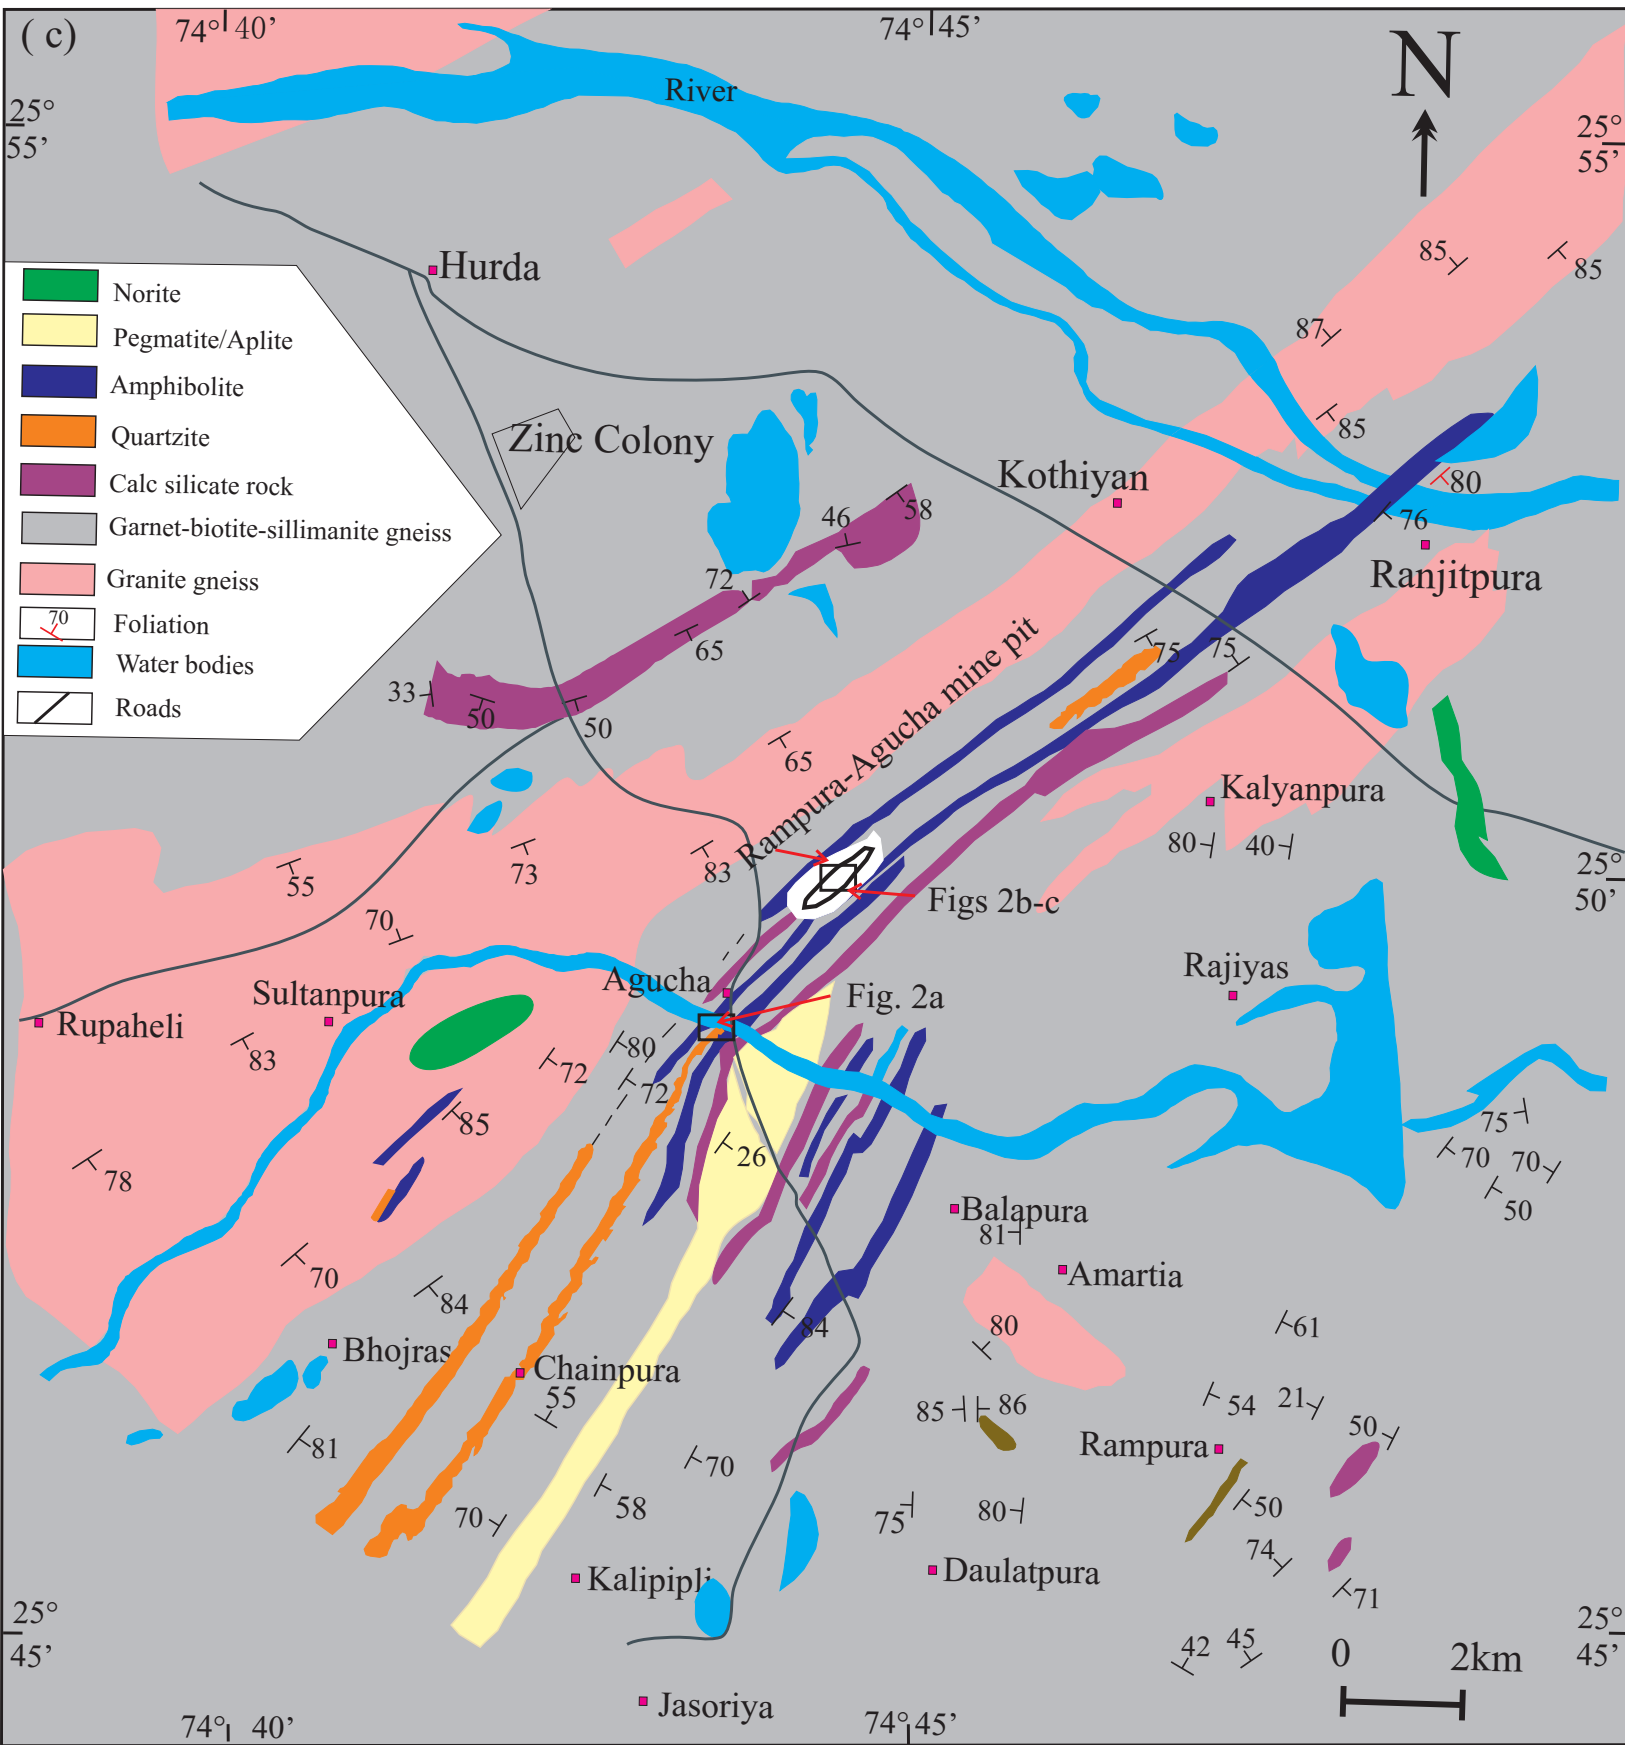 ( c)
74° 40’
74° 45’
N
River
25°
55’
25°
55’
85
85
Hurda
87
Norite
Pegmatite/Aplite
Amphibolite
Quartzite
Calc silicate rock
Garnet-biotite-sillimanite gneiss
Granite gneiss
70
Foliation
Water bodies
Roads
Zinc Colony
85
Kothiyan
80
76
58
46
Ranjitpura
72
65
75
75
33
50
50
65
Rampura-Agucha mine pit
Kalyanpura
80
40
83
73
55
25°
50’
Figs 2b-c
70
Rajiyas
Agucha
Sultanpura
Fig. 2a
Rupaheli
83
80
72
72
85
75
26
78
70
70
50
Balapura
81
Amartia
70
84
84
80
61
Bhojras
Chainpura
55
54
21
85
86
50
81
Rampura
70
58
50
70
75
80
74
Kalipipli
Daulatpura
71
25°
45’
25°
45’
42
45
0
2km
Jasoriya
74° 40’
74° 45’